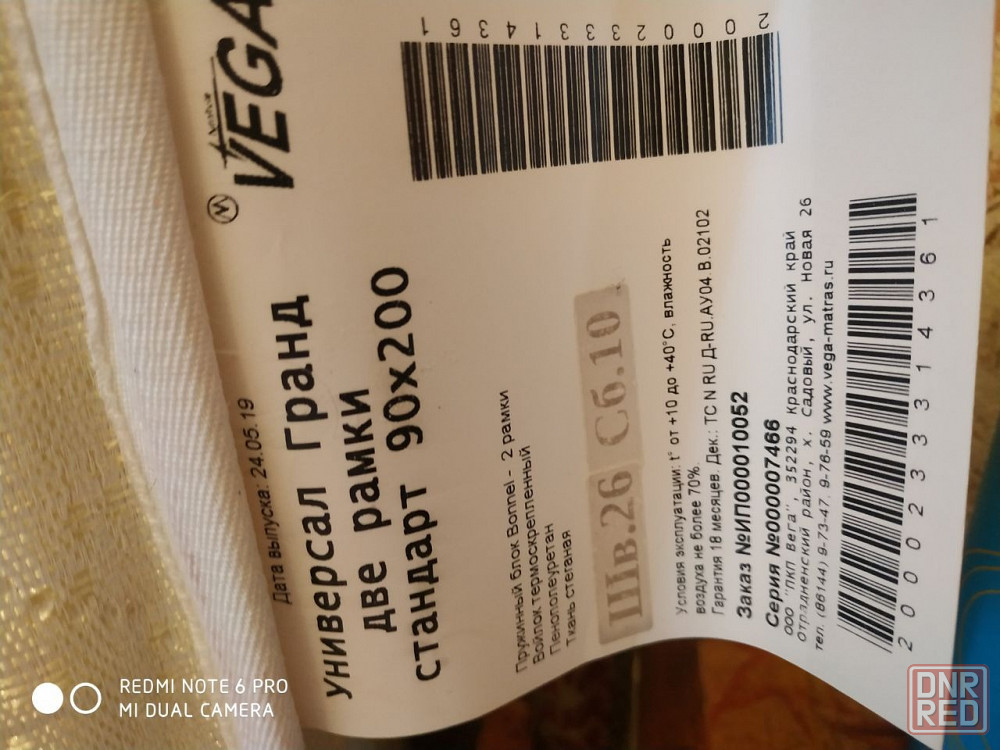 VEGA
Дата выпуска: 24.05.19
Универсал Гранд
две рамки
стандарт 90x200
Пружинный блок Bonnel - 2 рамки
Войлок термоскрепленный
Пенополеуретан
Ткань стеганая
Шв.26 Сб.10
Условия эксплуатации: t° от +10 до +40°С, влажность
воздуха не более 70%.
Гарантия 18 месяцев. Дек.: ТС N RU Д-RU.АУ04.В.02102
Заказ №ИП000010052
Серия №000007466
ООО "ПКП Вега", 352294 Краснодарский край
Отрадненский район, х. Садовый, ул. Новая 26
тел. (86144) 9-73-47, 9-76-59 www.vega-matras.ru
2000233314361
2000233314361
REDMI NOTE 6 PRO
MI DUAL CAMERA
DNR
RED